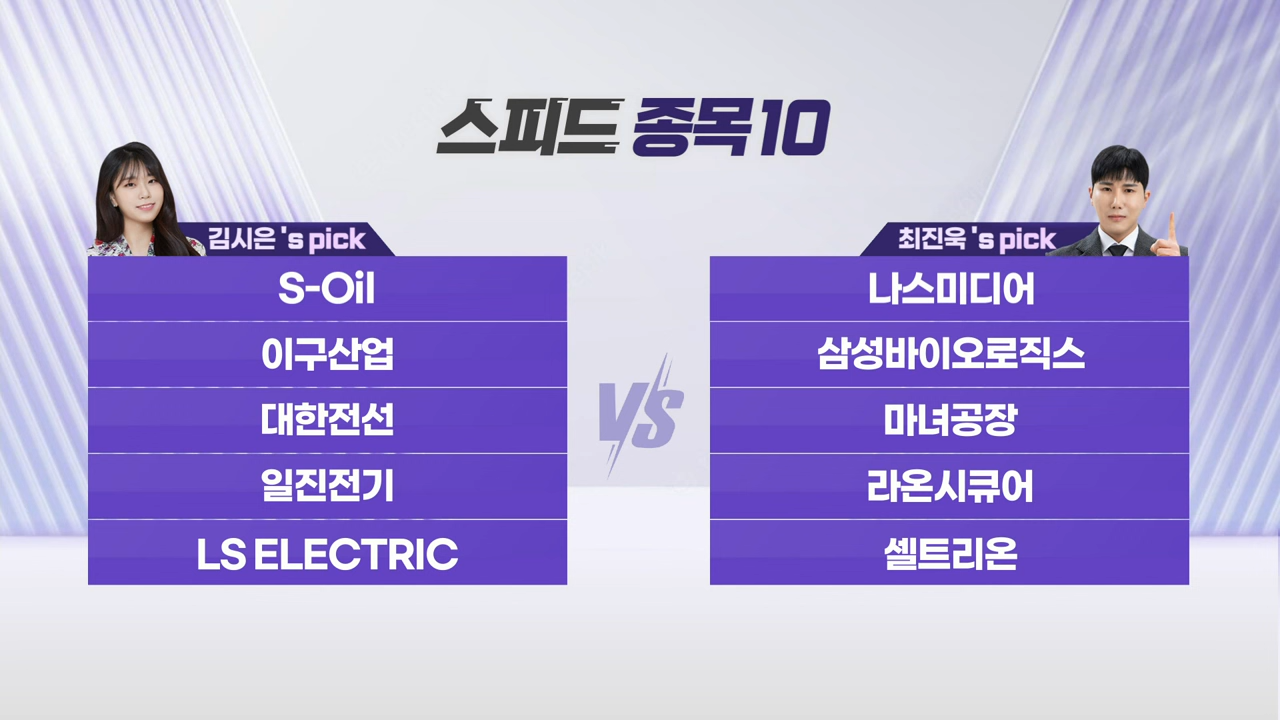 스피드 종목10
김시은's pick
S-Oil
이구산업
대한전선
일진전기
LS ELECTRIC
VS
최진욱's pick
나스미디어
삼성바이오로직스
마녀공장
라온시큐어
셀트리온